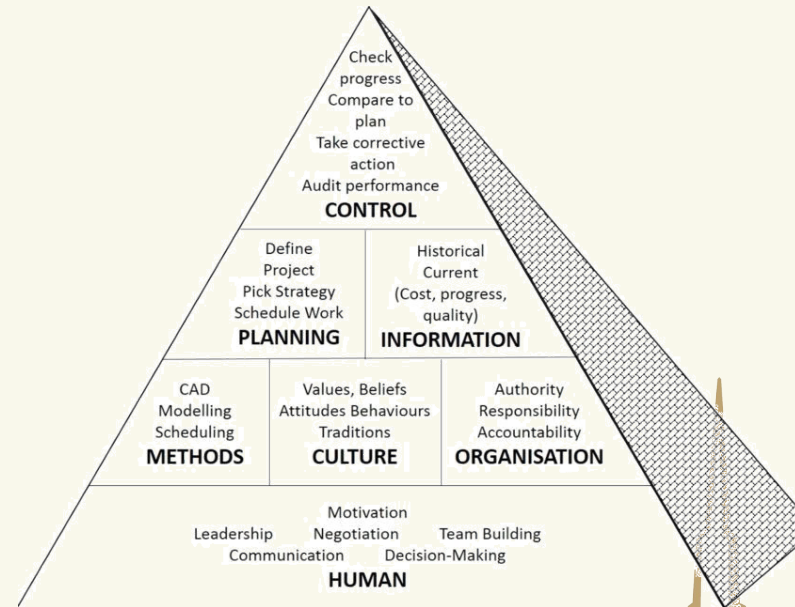 Check
progress
Compare to
plan
Take corrective
action
Audit performance
CONTROL
Define
Project
Pick Strategy
Schedule Work
PLANNING
Historical
Current
(Cost, progress,
quality)
INFORMATION
CAD
Modelling
Scheduling
METHODS
Values, Beliefs
Attitudes Behaviours
Traditions
CULTURE
Authority
Responsibility
Accountability
ORGANISATION
Motivation
Leadership Negotiation Team Building
Communication Decision-Making
HUMAN